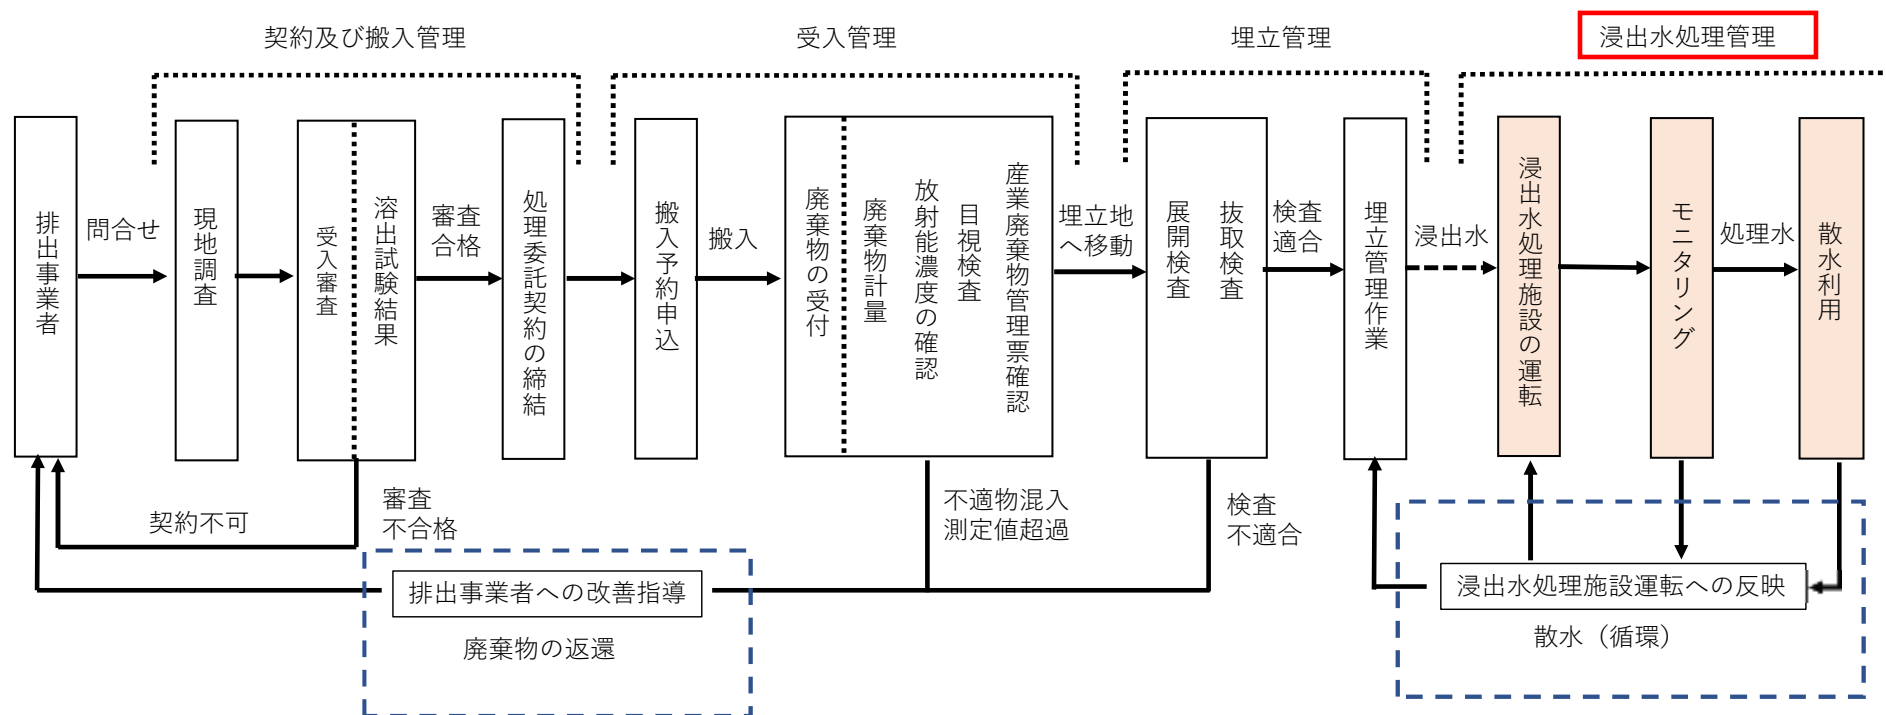 契約及び搬入管理
受入管理
埋立管理
浸出水処理管理
排出事業者
問合せ
現地調査
受入審査
溶出試験結果
審査
合格
処理委託契約の締結
搬入予約申込
搬入
廃棄物の受付
廃棄物計量
放射能濃度の確認
目視検査
産業廃棄物管理票確認
埋立地
へ移動
展開検査
抜取検査
検査
適合
埋立管理作業
浸出水
浸出水処理施設の運転
モニタリング
処理水
散水利用
契約不可
審査
不合格
不適物混入
測定値超過
検査
不適合
排出事業者への改善指導
廃棄物の返還
浸出水処理施設運転への反映
散水（循環）